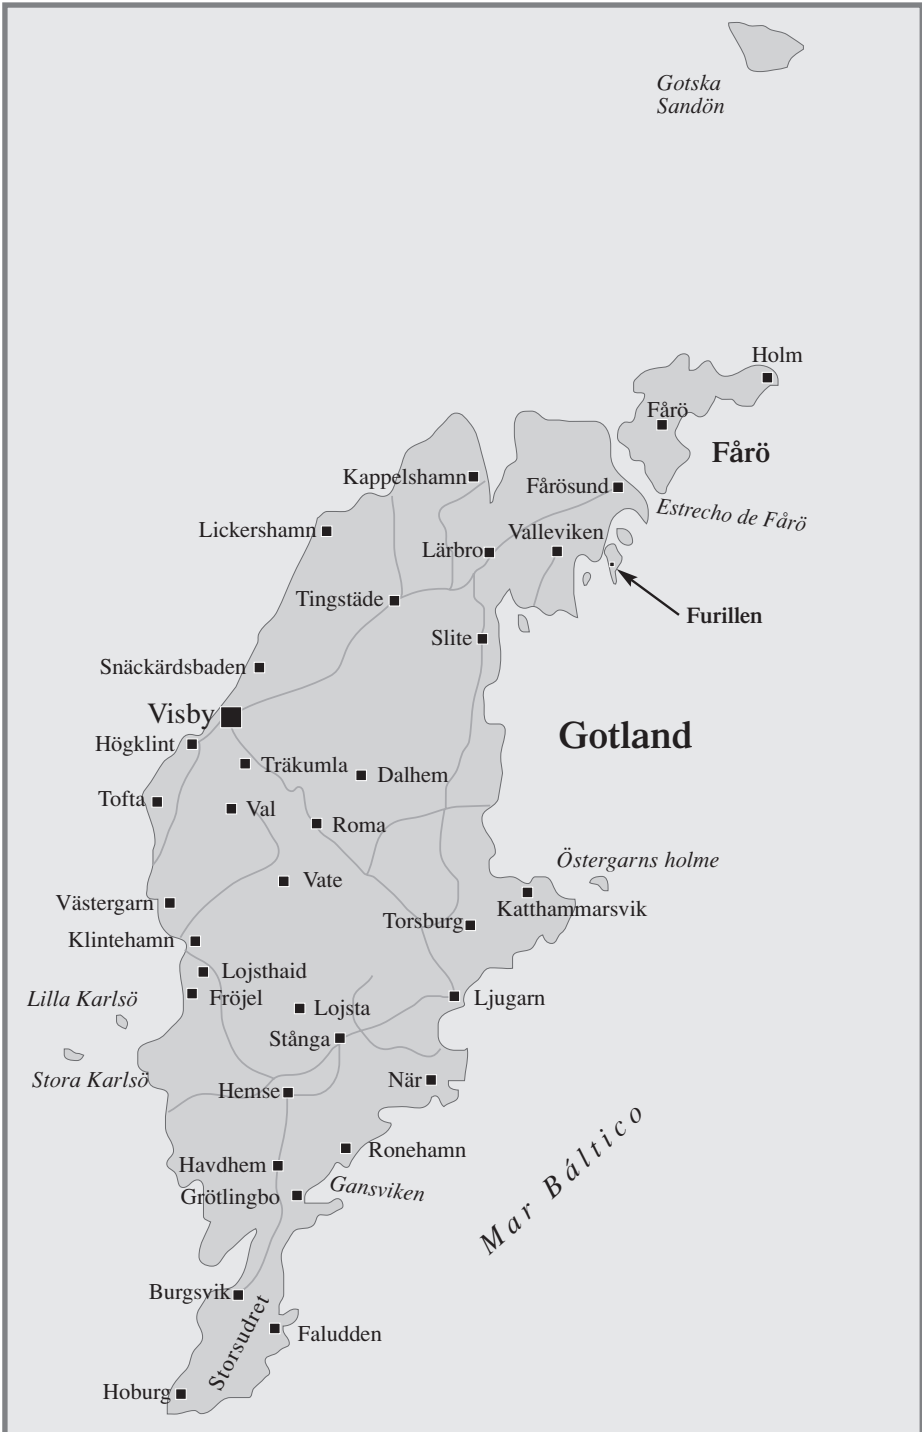 Gotska
Sandön
Holm
Fårö
Fårö
Kappelshamn
Fårösund
Estrecho de Fårö
Lickershamn
Valleviken
Lärbro
Tingstäde
Furillen
Slite
Snäckärdsbaden
Visby
Gotland
Högklint
Träkumla
Dalhem
Tofta
Val
Roma
Östergarns holme
Vate
Västergarn
Katthammarsvik
Torsburg
Klintehamn
Lojsthaid
Lilla Karlsö
Fröjel
Ljugarn
Lojsta
Stånga
Stora Karlsö
När
Hemse
Mar Báltico
Ronehamn
Havdhem
Gansviken
Grötlingbo
Burgsvik
Storsudret
Faludden
Hoburg